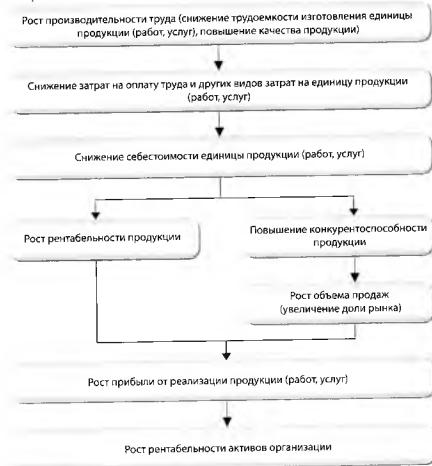 Рост производительности труда (снижение трудоемкости изготовления единицы
продукции (работ, услуг), повышение качества продукции)
Снижение затрат на оплату труда и других видов затрат на единицу продукции
(работ, услуг)
Снижение себестоимости единицы продукции (работ, услуг)
Рост рентабельности продукции
Повышение конкурентоспособности
продукции
Рост объема продаж
(увеличение доли рынка)
Рост прибыли от реализации продукции (работ, услуг)
Рост рентабельности активов организации